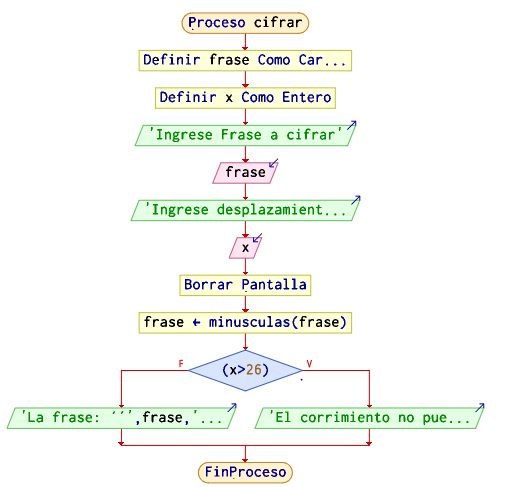 Proceso cifrar
Definir frase Como Car...
Definir x Como Entero
'Ingrese Frase a cifrar'
frase
'Ingrese desplazamient...
x
Borrar Pantalla
frase ← minusculas(frase)
F (x>26) V
'La frase: ´´',frase,'...
'El corrimiento no pue...
FinProceso